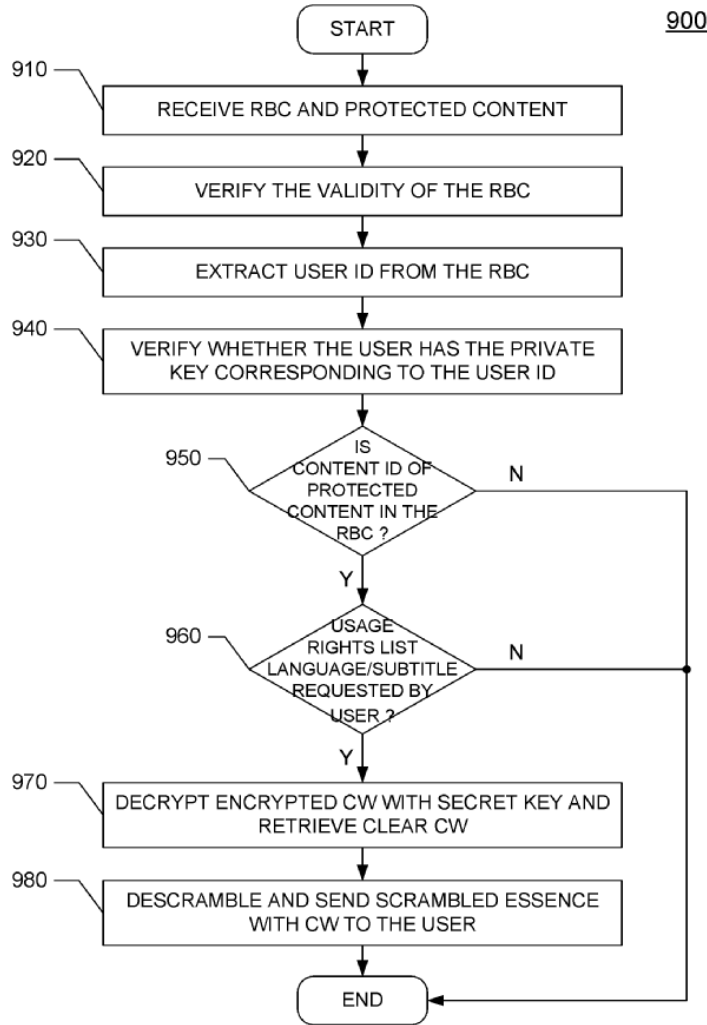 900
START
910
RECEIVE RBC AND PROTECTED CONTENT
920
VERIFY THE VALIDITY OF THE RBC
930
EXTRACT USER ID FROM THE RBC
940
VERIFY WHETHER THE USER HAS THE PRIVATE
KEY CORRESPONDING TO THE USER ID
950
IS
CONTENT ID OF
PROTECTED
CONTENT IN THE
RBC ?
N
Y
960
USAGE
RIGHTS LIST
LANGUAGE/SUBTITLE
REQUESTED BY
USER ?
N
Y
970
DECRYPT ENCRYPTED CW WITH SECRET KEY AND
RETRIEVE CLEAR CW
980
DESCRAMBLE AND SEND SCRAMBLED ESSENCE
WITH CW TO THE USER
END